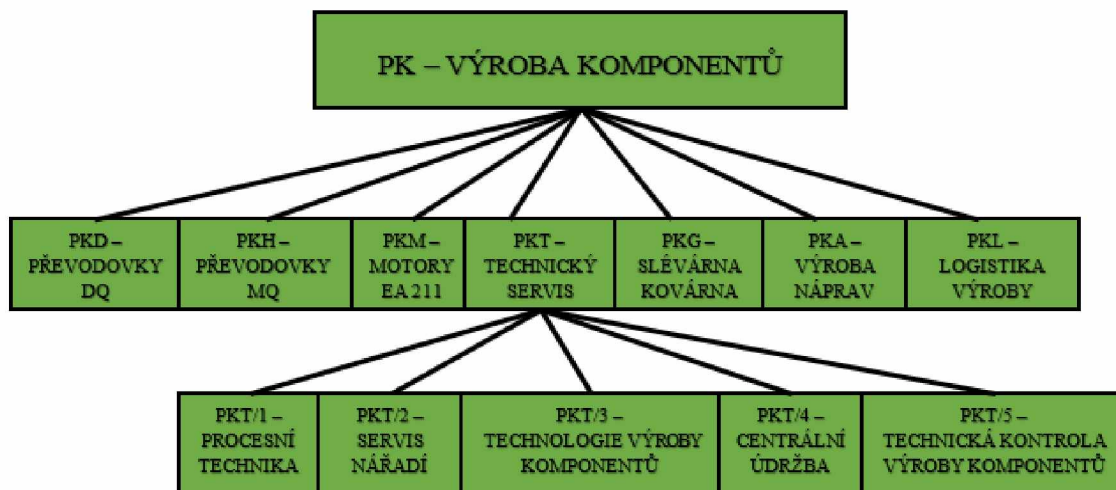 PK – VÝROBA KOMPONENTŮ
PKD –
PŘEVODOVKY
DQ
PKH –
PŘEVODOVKY
MQ
PKM –
MOTORY
EA 211
PKT –
TECHNICKÝ
SERVIS
PKG –
SLÉVÁRNA
KOVÁRNA
PKA –
VÝROBA
NÁPRAV
PKL –
LOGISTIKA
VÝROBY
PKT/1 –
PROCESNÍ
TECHNIKA
PKT/2 –
SERVIS
NÁŘADÍ
PKT/3 –
TECHNOLOGIE VÝROBY
KOMPONENTŮ
PKT/4 –
CENTRÁLNÍ
ÚDRŽBA
PKT/5 –
TECHNICKÁ KONTROLA
VÝROBY KOMPONENTŮ